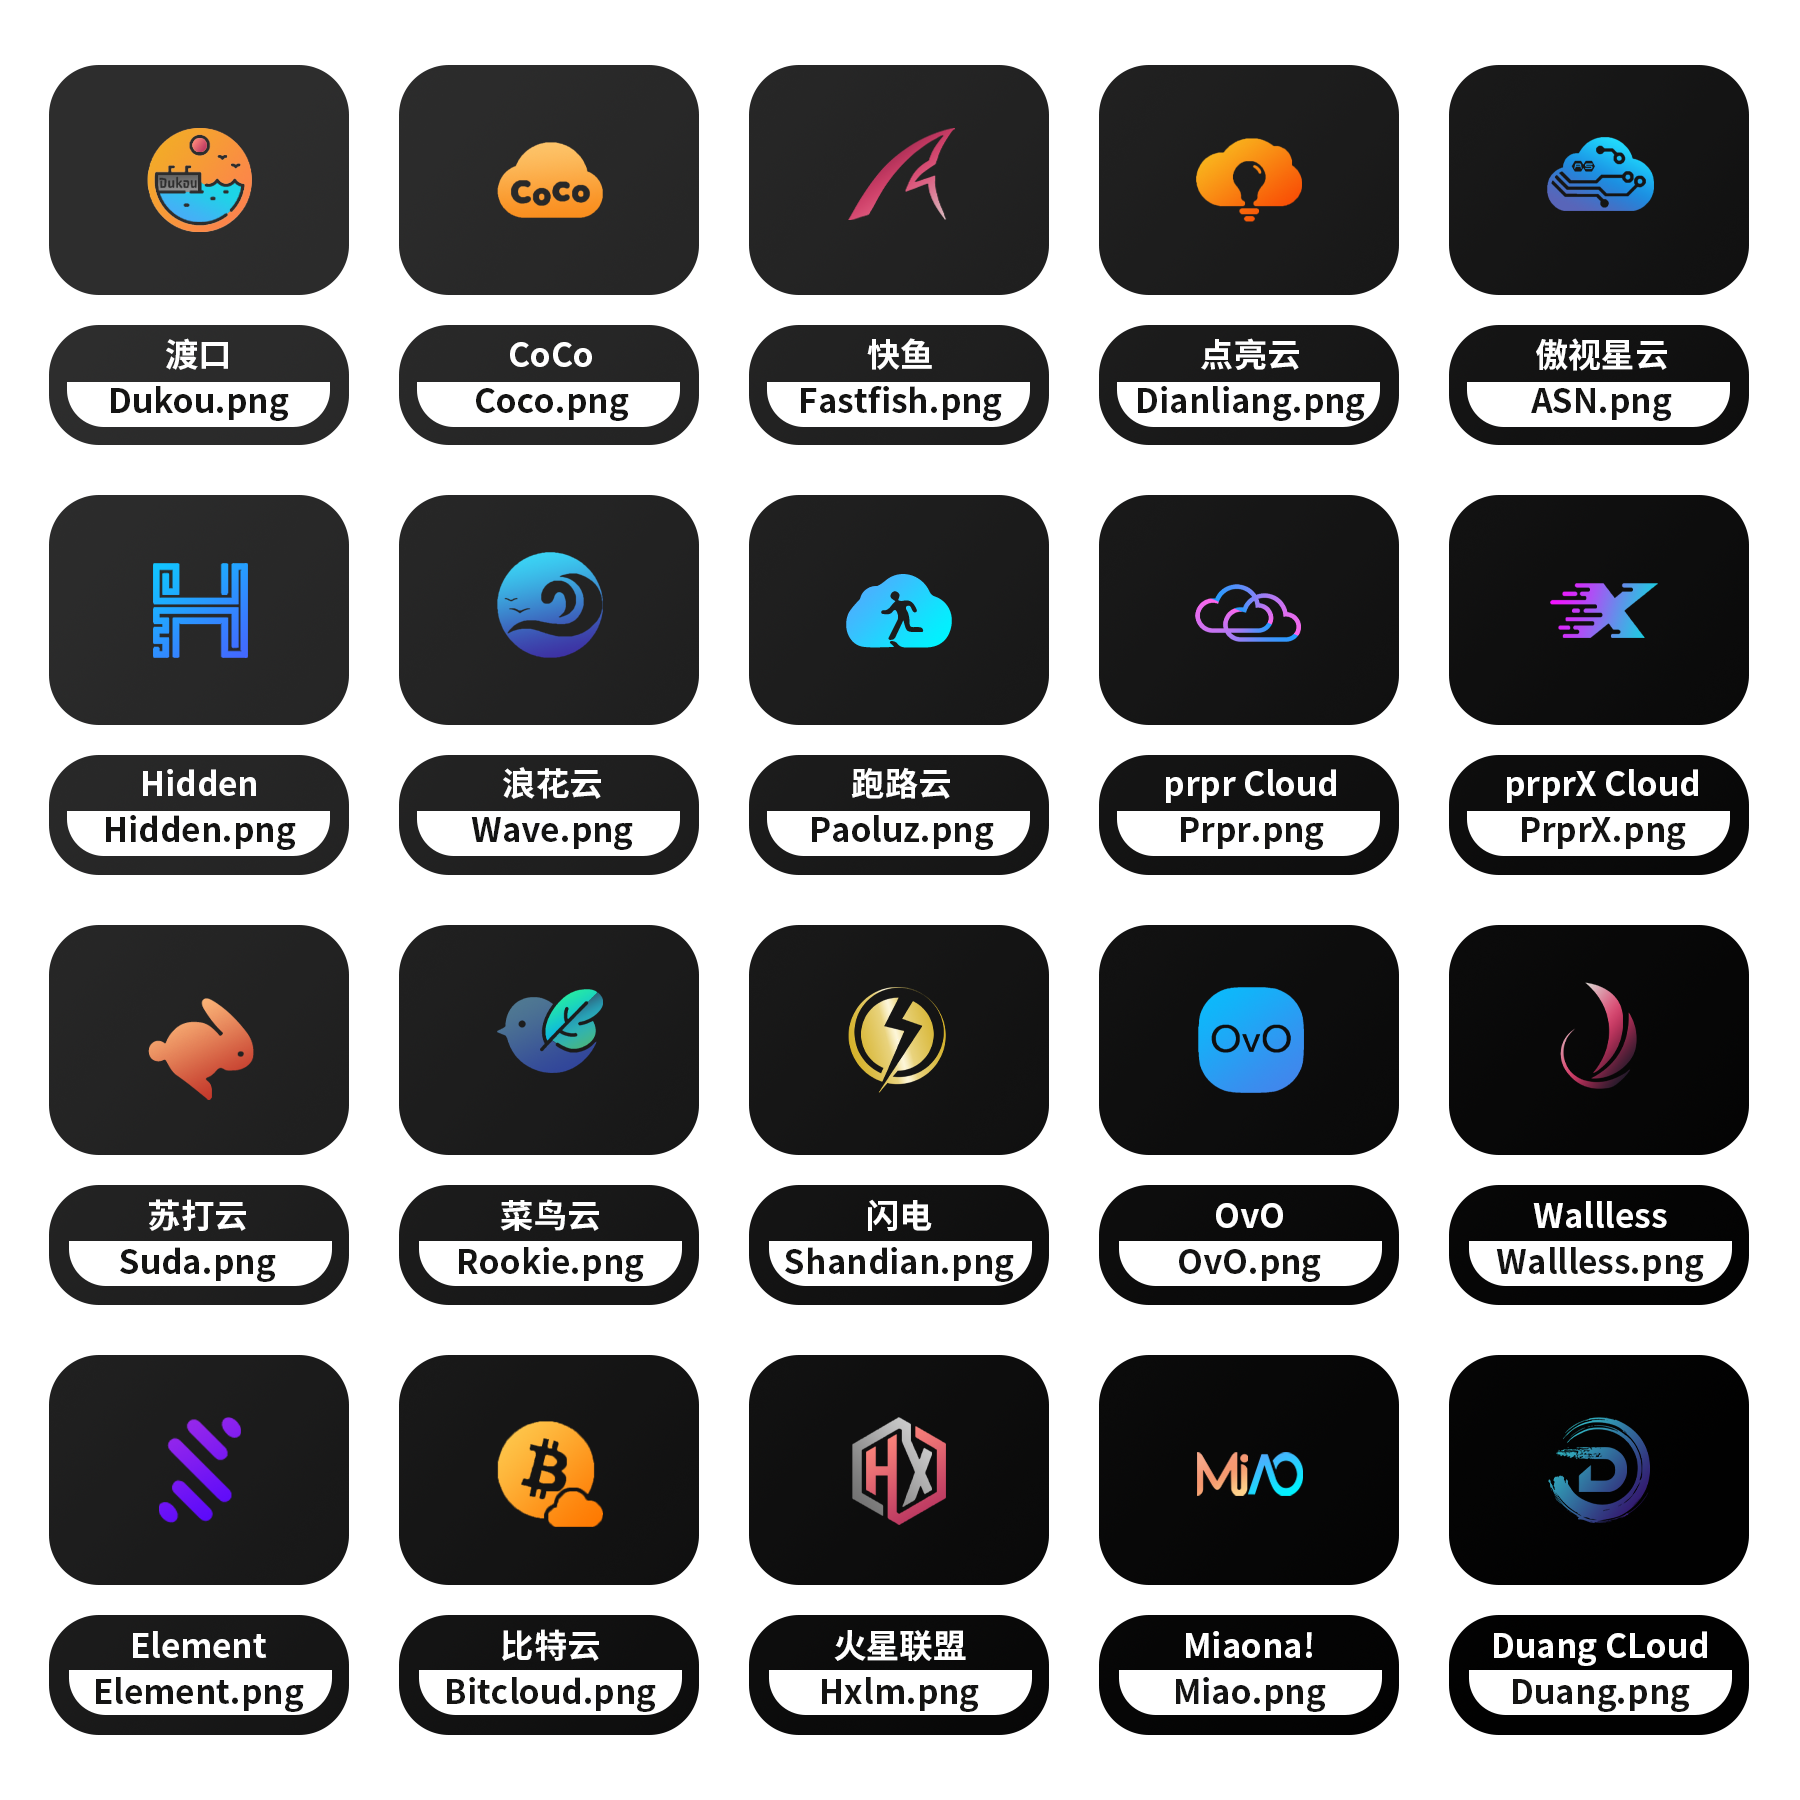 Dukou
CoCo
渡口
Dukou.png
CoCo
Coco.png
快鱼
Fastfish.png
点亮云
Dianliang.png
傲视星云
ASN.png
H
X
Hidden
Hidden.png
浪花云
Wave.png
跑路云
Paoluz.png
prpr Cloud
Prpr.png
prprX Cloud
PrprX.png
OvO
苏打云
Suda.png
菜鸟云
Rookie.png
闪电
Shandian.png
OvO
OvO.png
Wallless
Wallless.png
HX
MiAO
D
Element
Element.png
比特云
Bitcloud.png
火星联盟
Hxlm.png
Miaona!
Miao.png
Duang CLoud
Duang.png